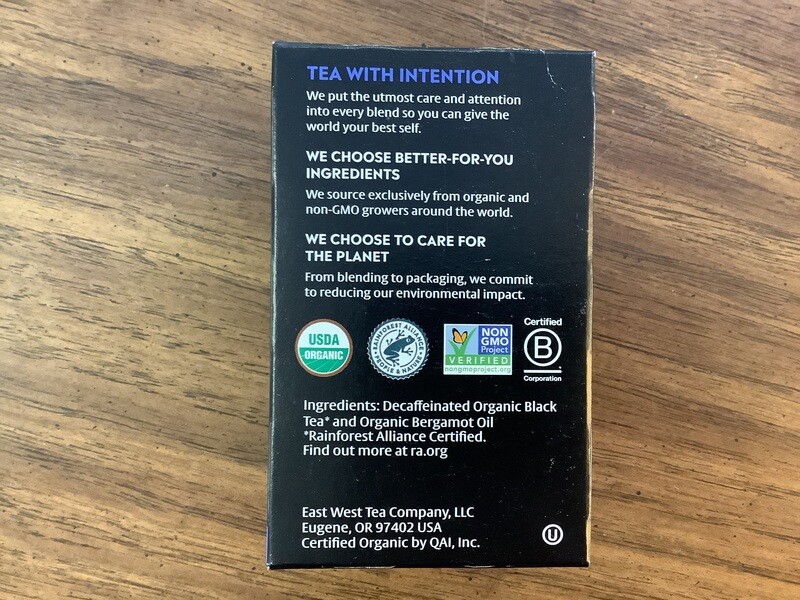 TEA WITH INTENTION
We put the utmost care and attention
into every blend so you can give the
world your best self.
WE CHOOSE BETTER-FOR-YOU
INGREDIENTS
We source exclusively from organic and
non-GMO growers around the world.
WE CHOOSE TO CARE FOR
THE PLANET
From blending to packaging, we commit
to reducing our environmental impact.
USDA
ORGANIC
RAINFOREST ALLIANCE
PEOPLE & NATURE
NON
GMO
Project
VERIFIED
nongmoproject.org
Certified
B
Corporation
Ingredients: Decaffeinated Organic Black
Tea* and Organic Bergamot Oil
*Rainforest Alliance Certified.
Find out more at ra.org
East West Tea Company, LLC
Eugene, OR 97402 USA
Certified Organic by QAI, Inc.
U